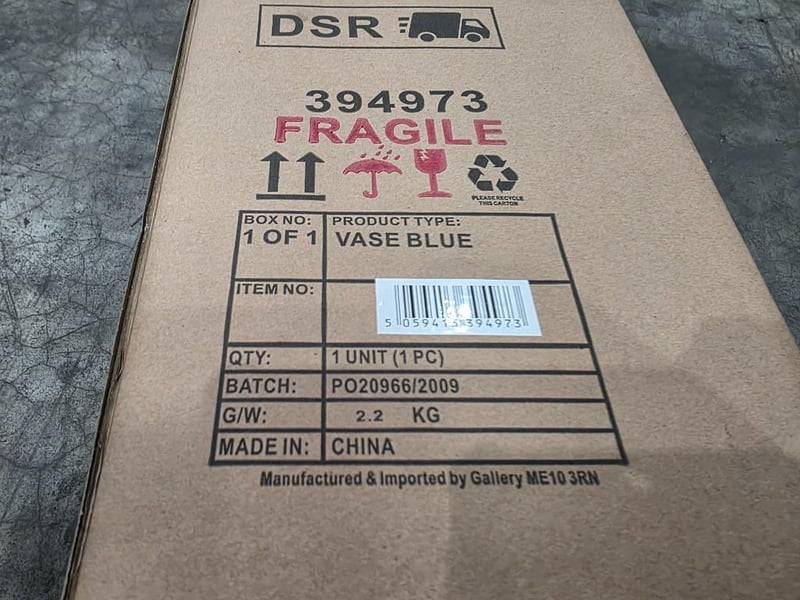 DSR
394973
FRAGILE
PLEASE RECYCLE
THIS CARTON
BOX NO: PRODUCT TYPE:
1 OF 1 VASE BLUE
ITEM NO:
5 059413 394973
QTY: 1 UNIT (1 PC)
BATCH: PO20966/2009
G/W: 2.2 KG
MADE IN: CHINA
Manufactured & Imported by Gallery ME10 3RN